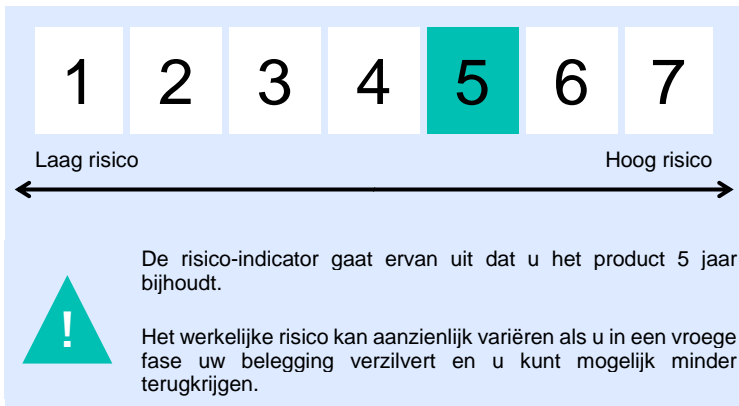 1 2 3 4 5 6 7
Laag risico Hoog risico
De risico-indicator gaat ervan uit dat u het product 5 jaar
bijhoudt.
!
Het werkelijke risico kan aanzienlijk variëren als u in een vroege
fase uw belegging verzilvert en u kunt mogelijk minder
terugkrijgen.